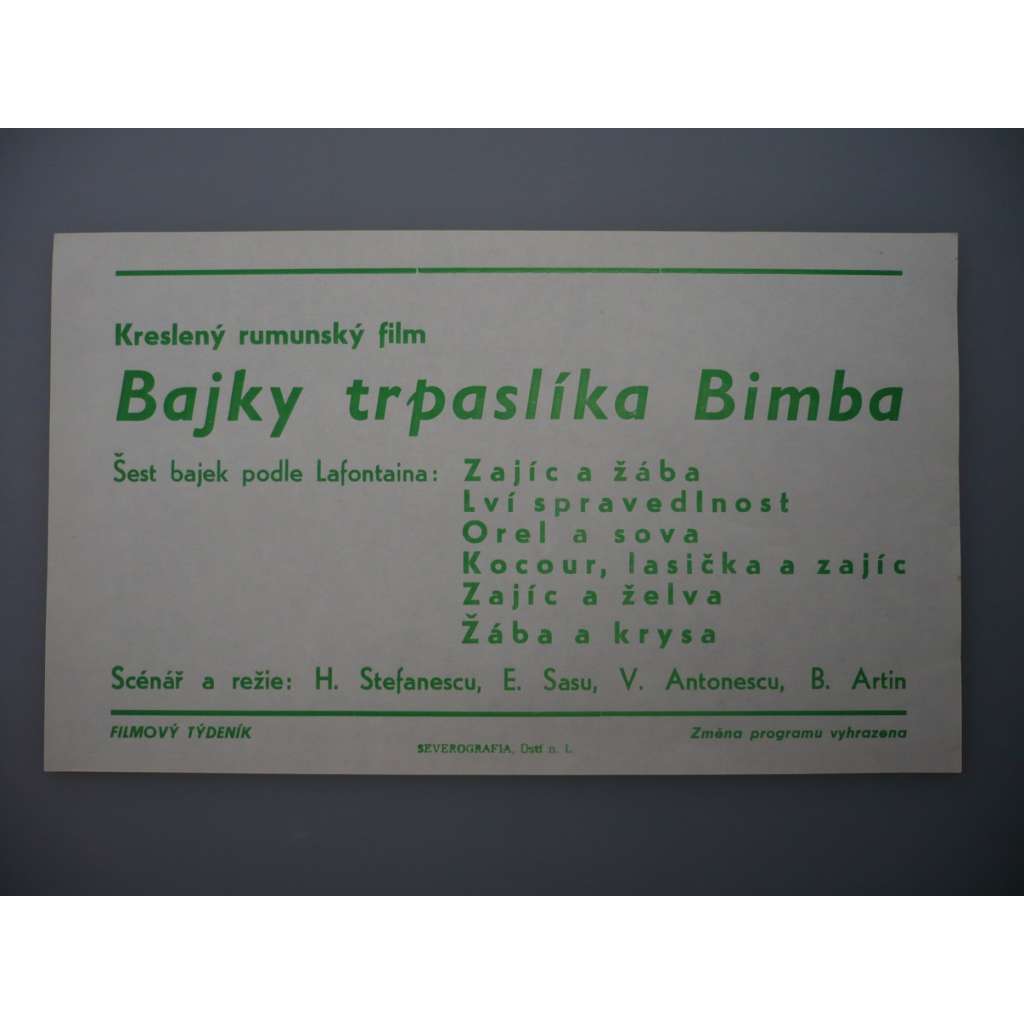 Kreslený rumunský film
Bajky trpaslíka Bimba
Šest bajek podle Lafontaina: Zajíc a žába
Lví spravedlnost
Orel a sova
Kocour, lasička a zajíc
Zajíc a želva
Žába a krysa
Scénář a režie: H. Stefanescu, E. Sasu, V. Antonescu, B. Artin
FILMOVÝ TÝDENÍK
SEVEROGRAFIA, Ústí n. L.
Změna programu vyhrazena